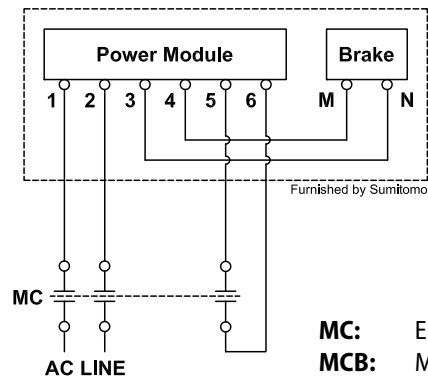 Power Module Brake
1 2 3 4 5 6 M N
Furnished by Sumitomo
MC
AC LINE
MC: E
MCB: M